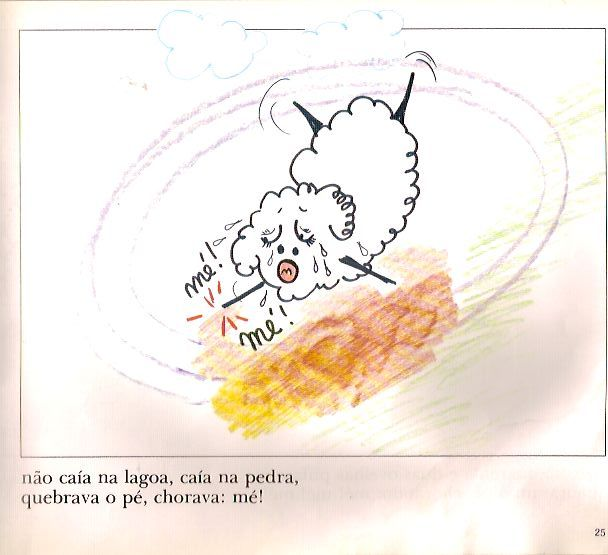 mé!
mé!
não caía na lagoa, caía na pedra,
quebrava o pé, chorava: mé!
25